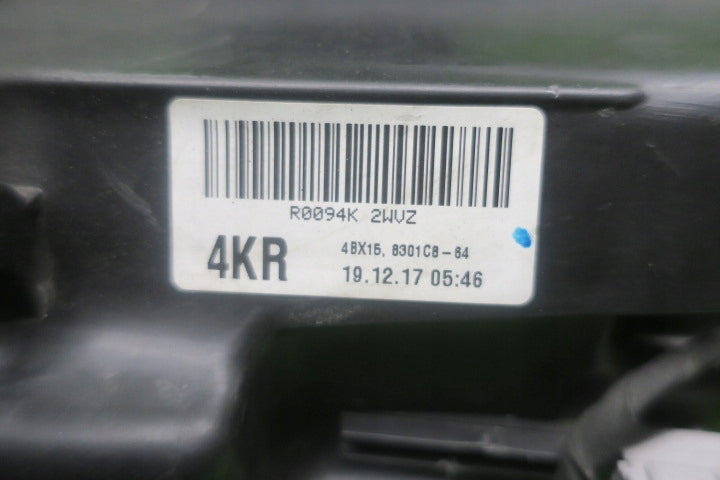 R0094K 2WVZ
4KR
4BX15, 8301C8-64
19.12.17 05:46